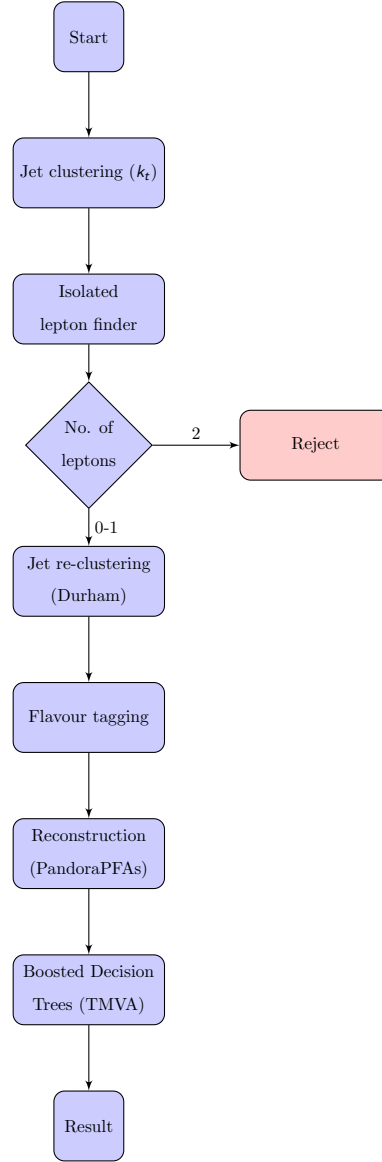 Start
Jet clustering (k_t)
Isolated
lepton finder
No. of
leptons
2
Reject
0-1
Jet re-clustering
(Durham)
Flavour tagging
Reconstruction
(PandoraPFAs)
Boosted Decision
Trees (TMVA)
Result